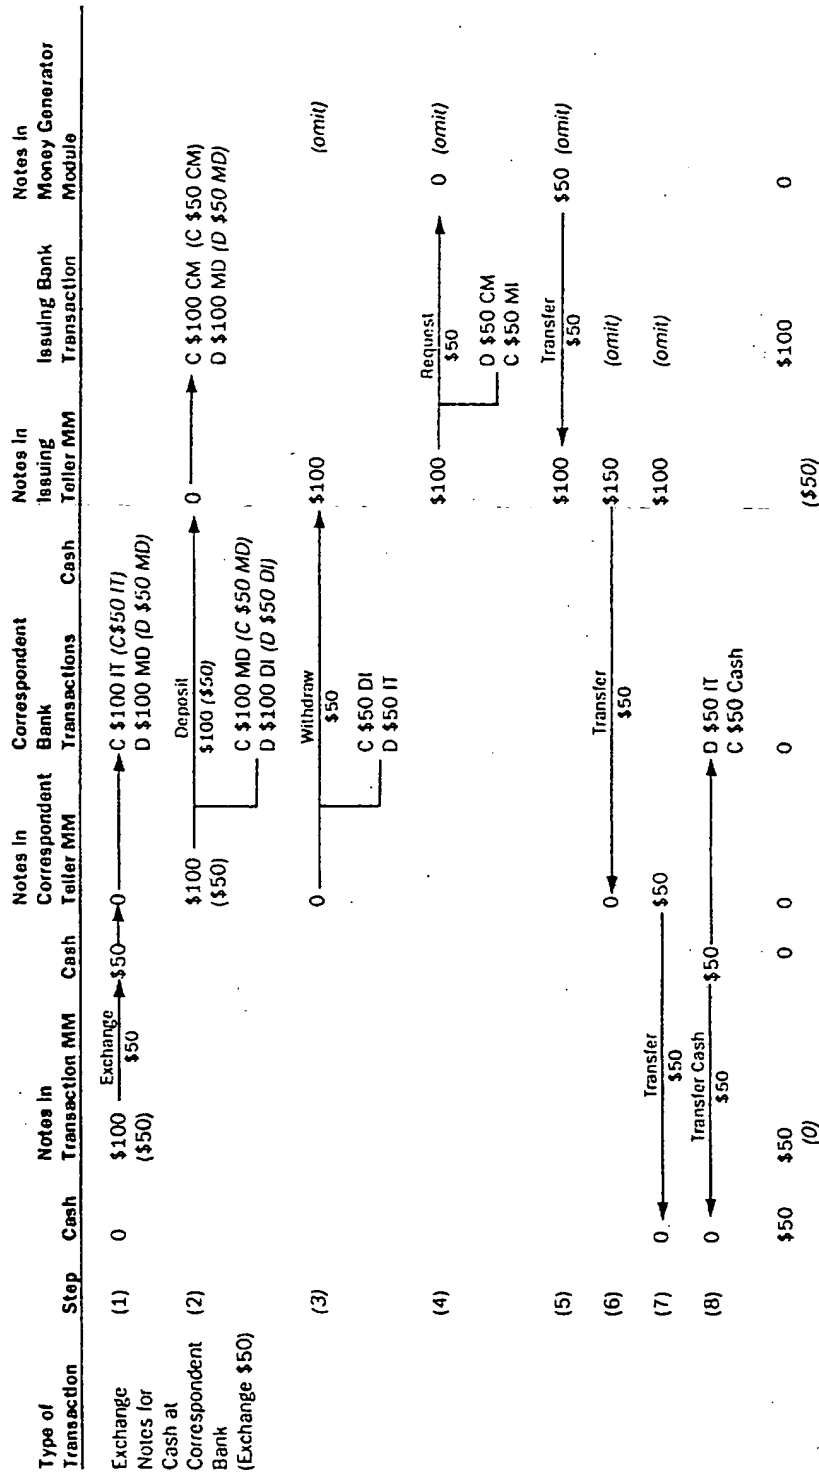 Type of Transaction Step Cash Notes In Transaction MM Cash Notes In Correspondent Teller MM Correspondent Bank Transactions Cash Notes In Issuing Teller MM Issuing Bank Transaction Notes In Money Generator Module
Exchange Notes for Cash at Correspondent Bank (Exchange $50)
(1) 0 $100 Exchange $50 0 C $100 IT (C$50 IT)
($50) $50 D $100 MD (D $50 MD)
(2) $100 Deposit 0 C $100 CM (C $50 CM)
($50) $100 ($50) D $100 MD (D $50 MD)
C $100 MD (C $50 MD)
D $100 DI (D $50 DI)
(3) 0 Withdraw $100 (omit)
$50
C $50 DI
D $50 IT
(4) $100 Request 0 (omit)
$50
D $50 CM
C $50 MI
(5) $100 Transfer $50 (omit)
$50
(6) 0 Transfer $150 (omit)
$50
(7) 0 Transfer $50 $100 (omit)
$50
(8) 0 Transfer Cash $50 D $50 IT
$50 C $50 Cash
$50 $50 0 0 0 $100 0
(0) ($50)